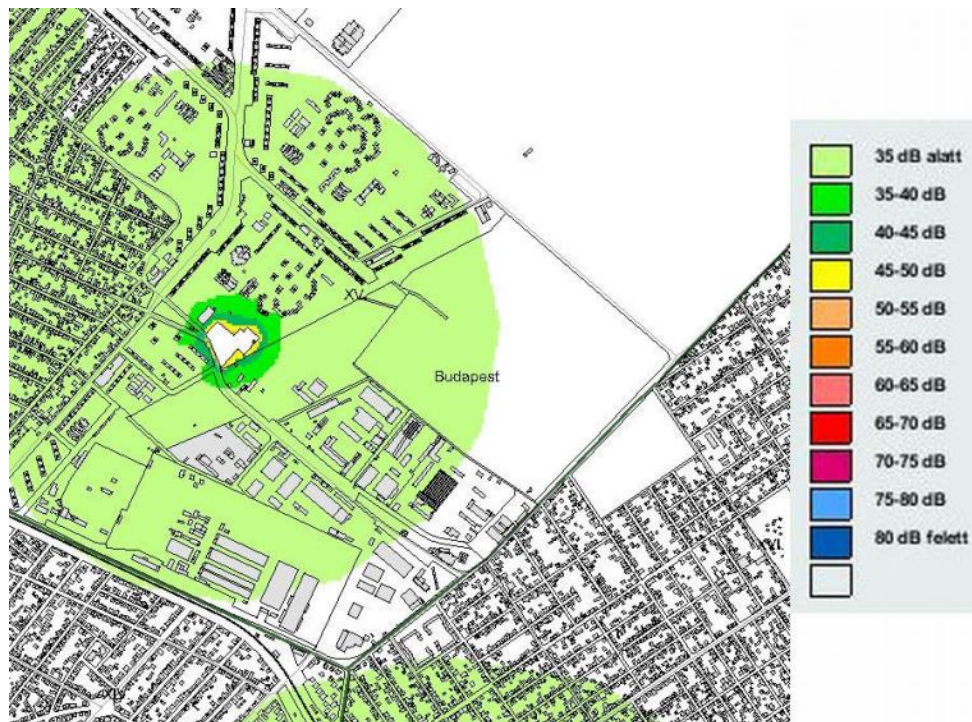 XV.
Budapest
35 dB alatt
35-40 dB
40-45 dB
45-50 dB
50-55 dB
55-60 dB
60-65 dB
65-70 dB
70-75 dB
75-80 dB
80 dB felett